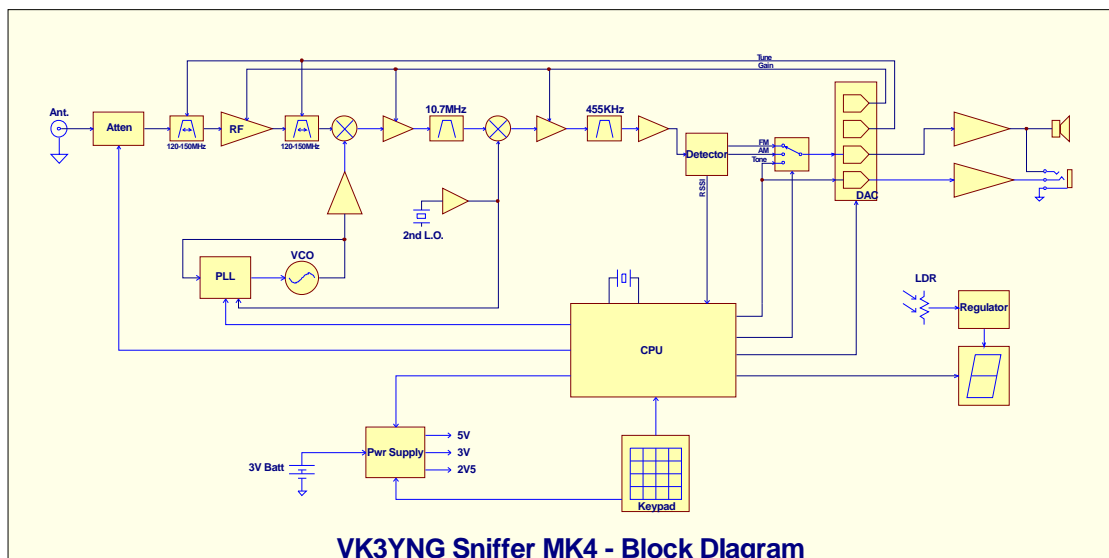 Tune
Gain
Ant.
Atten
RF
10.7MHz
455KHz
120-150MHz
120-150MHz
Detector
FM
AM
Tone
RSSI
DAC
2nd L.O.
VCO
PLL
LDR
Regulator
CPU
5V
Pwr Supply
3V
2V5
3V Batt
Keypad
VK3YNG Sniffer MK4 - Block DIagram